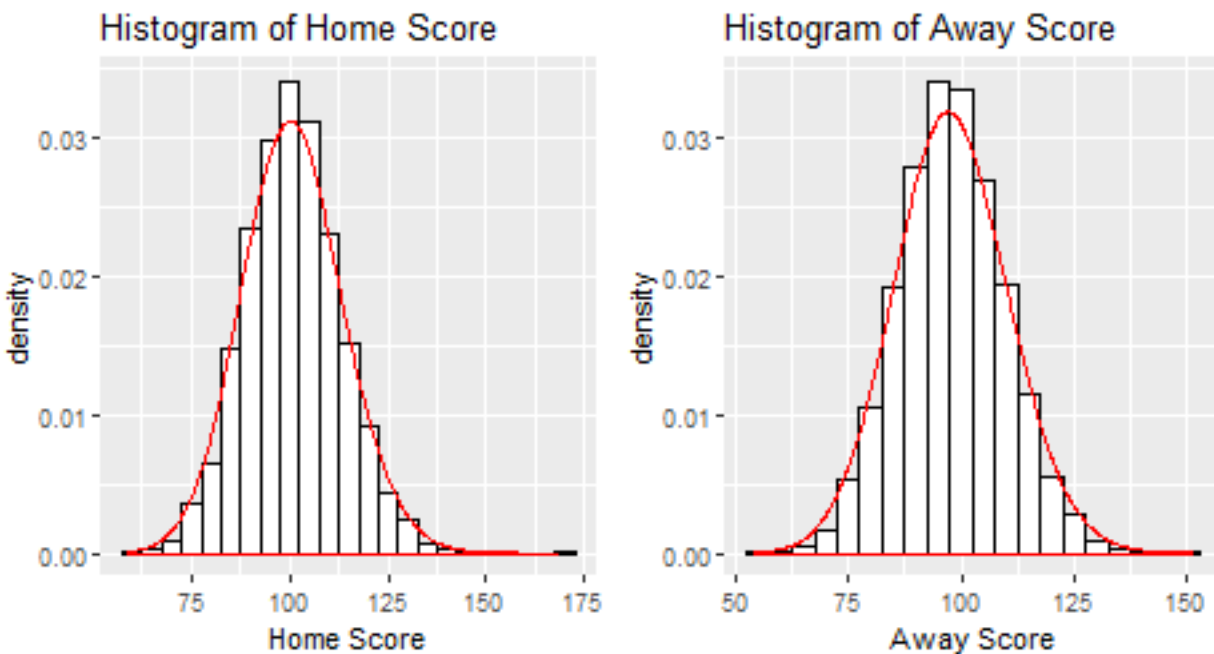 Histogram of Home Score
density
0.03
0.02
0.01
0.00
75 100 125 150 175
Home Score
Histogram of Away Score
density
0.03
0.02
0.01
0.00
50 75 100 125 150
Away Score